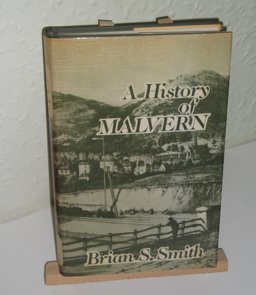 A History
of
MALVERN
Brian S. Smith